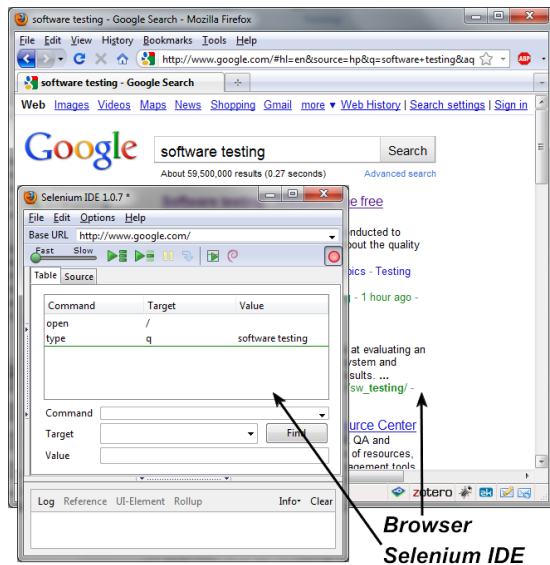 software testing - Google Search - Mozilla Firefox
File Edit View History Bookmarks Tools Help
http://www.google.com/#hl=en&source=hp&q=software+testing&aq
ABP
software testing - Google Search
Web Images Videos Maps News Shopping Gmail more ▼ Web History | Search settings | Sign in
Google
software testing Search
About 59,500,000 results (0.27 seconds) Advanced search
e free
nducted to
bout the quality
pics - Testing
- 1 hour ago -
at evaluating an
ystem and
sults. ...
/sw_testing/ -
urce Center
QA and
of resources,
agement tools
Selenium IDE 1.0.7 *
File Edit Options Help
Base URL http://www.google.com/
Fast Slow
Table Source
Command Target Value
open /
type q software testing
Command
Target Find
Value
Log Reference UI-Element Rollup Info Clear
zotero
Browser
Selenium IDE